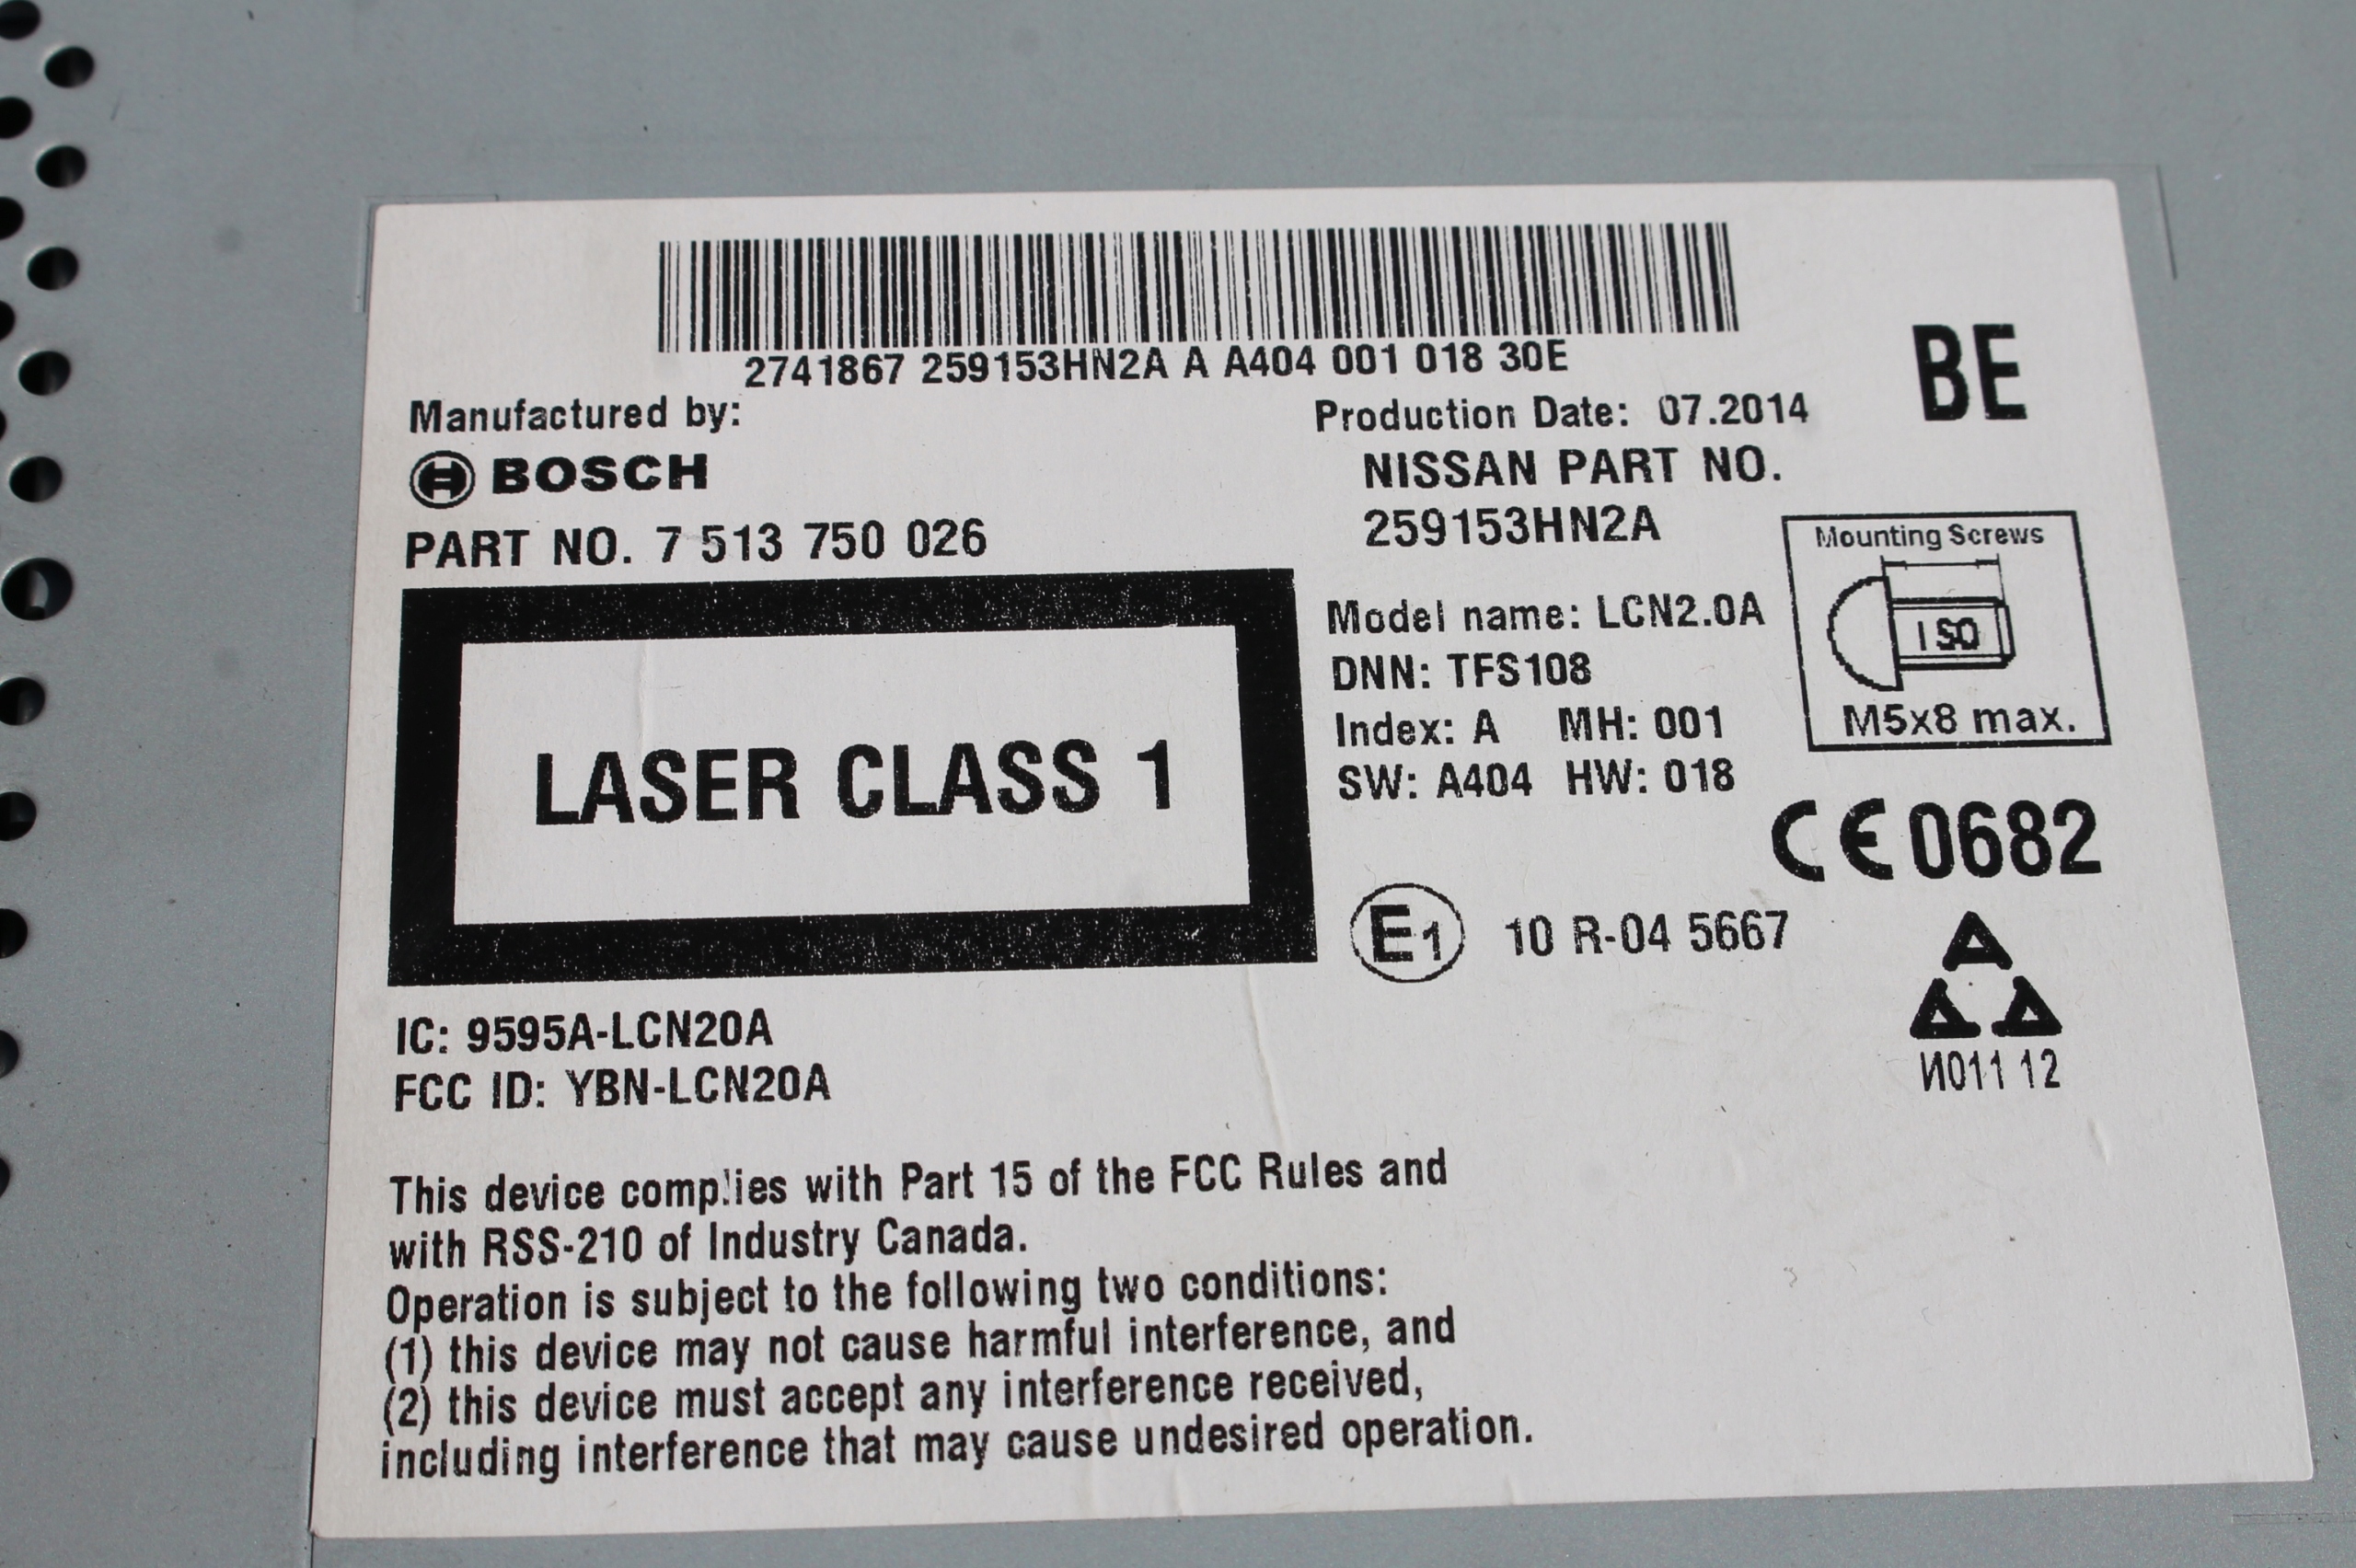 2741867 259153HN2A A A404 001 018 30E
BE
Manufactured by:
Production Date: 07.2014
BOSCH
NISSAN PART NO.
PART NO. 7 513 750 026
259153HN2A
Mounting Screws
ISO
M5x8 max.
LASER CLASS 1
Model name: LCN2.0A
DNN: TFS108
Index: A MH: 001
SW: A404 HW: 018
CE 0682
E1 10 R-04 5667
И011 12
IC: 9595A-LCN20A
FCC ID: YBN-LCN20A
This device complies with Part 15 of the FCC Rules and
with RSS-210 of Industry Canada.
Operation is subject to the following two conditions:
(1) this device may not cause harmful interference, and
(2) this device must accept any interference received,
including interference that may cause undesired operation.